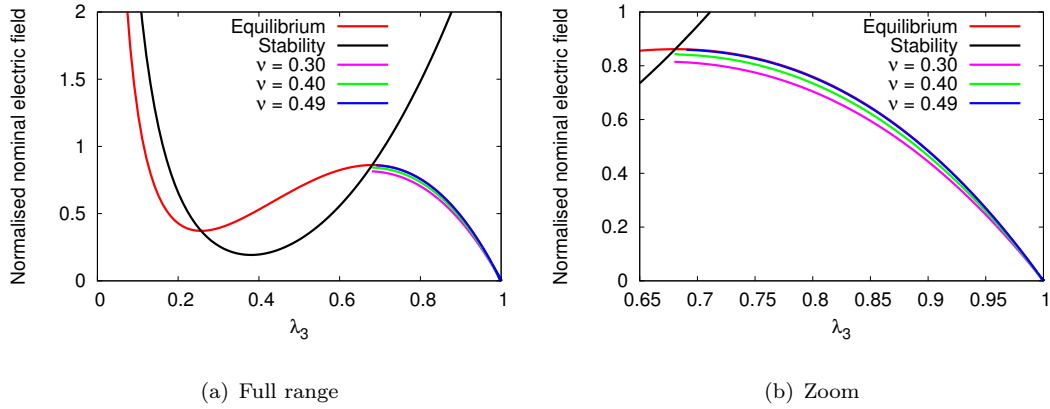 Normalised nominal electric field
2
1.5
1
0.5
0
0 0.2 0.4 0.6 0.8 1
λ3
Equilibrium
Stability
ν = 0.30
ν = 0.40
ν = 0.49
(a) Full range
Normalised nominal electric field
1
0.8
0.6
0.4
0.2
0
0.65 0.7 0.75 0.8 0.85 0.9 0.95 1
λ3
Equilibrium
Stability
ν = 0.30
ν = 0.40
ν = 0.49
(b) Zoom